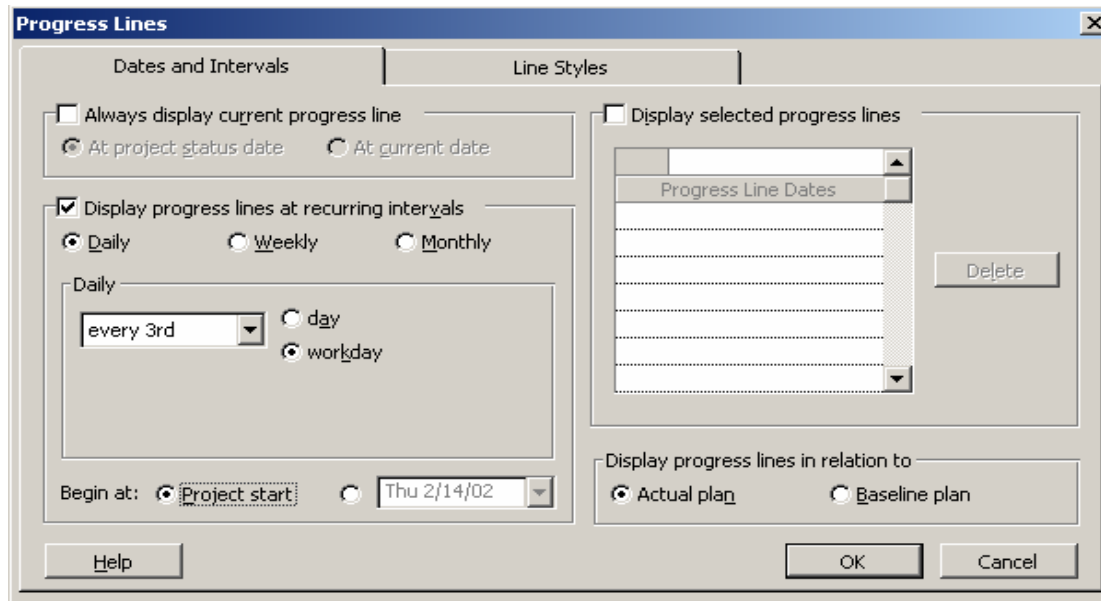 Progress Lines
Dates and Intervals
Line Styles
Always display current progress line
At project status date
At current date
Display progress lines at recurring intervals
Daily
Weekly
Monthly
Daily
every 3rd
day
workday
Begin at:
Project start
Thu 2/14/02
Display selected progress lines
Progress Line Dates
Delete
Display progress lines in relation to
Actual plan
Baseline plan
Help
OK
Cancel